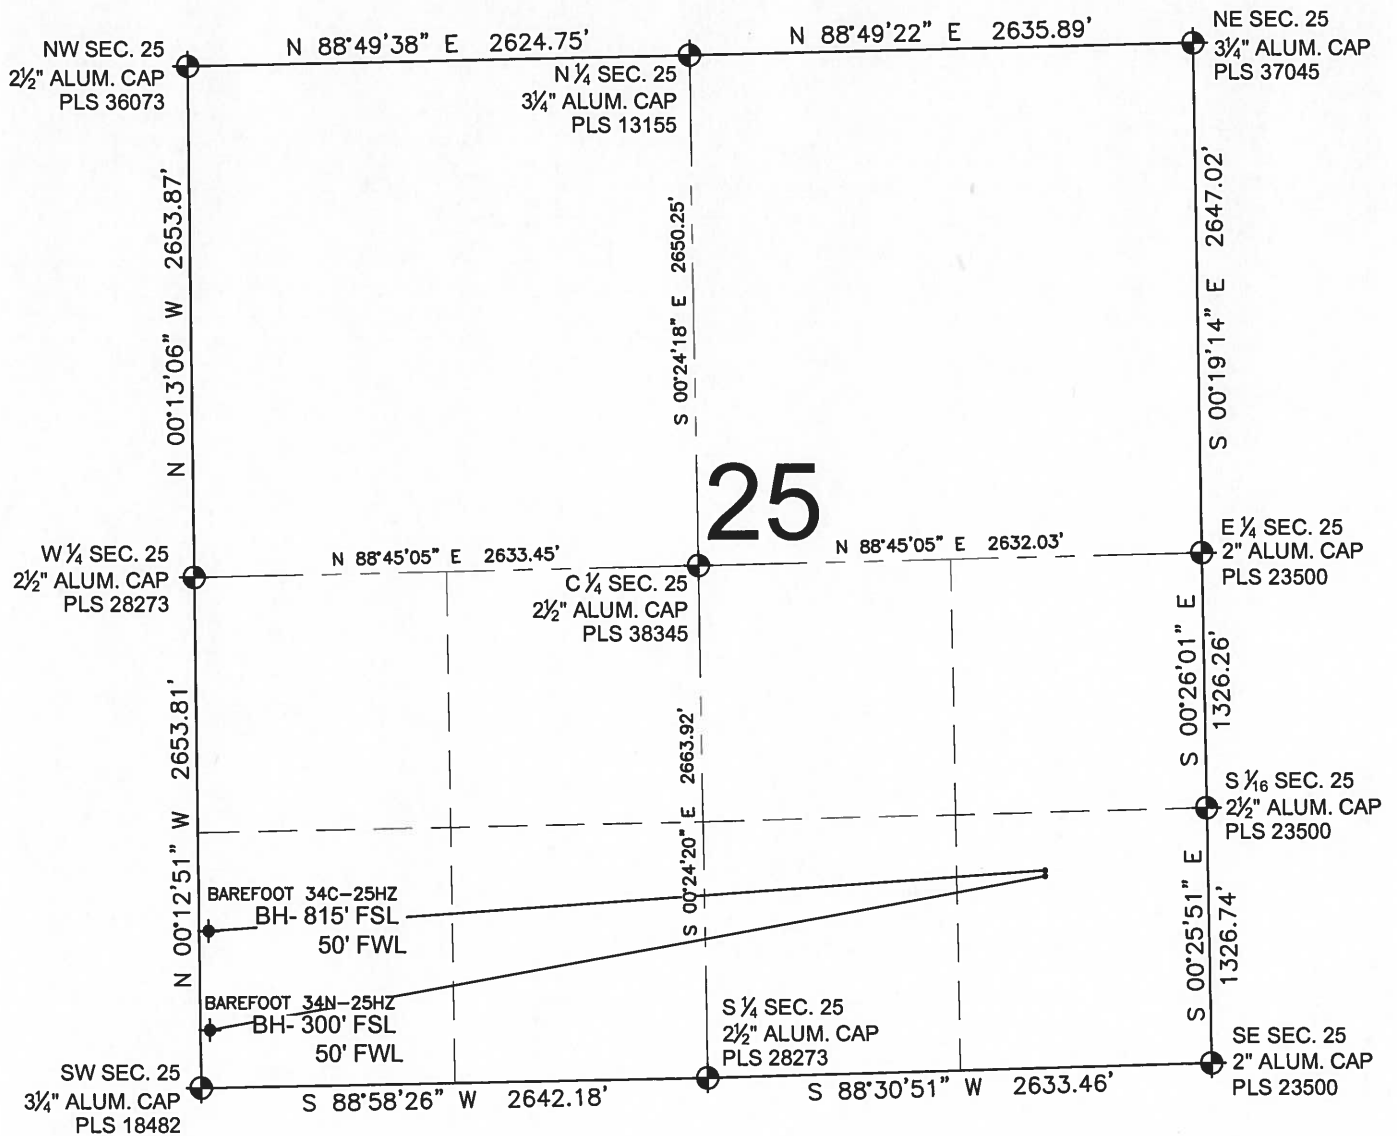 N 88°49'38" E 2624.75'
N 88°49'22" E 2635.89'
NW SEC. 25
2½" ALUM. CAP
PLS 36073
N ¼ SEC. 25
3¼" ALUM. CAP
PLS 13155
NE SEC. 25
3¼" ALUM. CAP
PLS 37045
N 00°13'06" W 2653.87'
S 00°24'18" E 2650.25'
S 00°19'14" E 2647.02'
25
W ¼ SEC. 25
2½" ALUM. CAP
PLS 28273
N 88°45'05" E 2633.45'
C ¼ SEC. 25
2½" ALUM. CAP
PLS 38345
N 88°45'05" E 2632.03'
E ¼ SEC. 25
2" ALUM. CAP
PLS 23500
N 00°12'51" W 2653.81'
S 00°24'20" E 2663.92'
S 00°26'01" E
1326.26'
S 1⁄16 SEC. 25
2½" ALUM. CAP
PLS 23500
S 00°25'51" E
1326.74'
BAREFOOT 34C-25HZ
BH- 815' FSL
50' FWL
BAREFOOT 34N-25HZ
BH- 300' FSL
50' FWL
SW SEC. 25
3¼" ALUM. CAP
PLS 18482
S 88°58'26" W 2642.18'
S ¼ SEC. 25
2½" ALUM. CAP
PLS 28273
S 88°30'51" W 2633.46'
SE SEC. 25
2" ALUM. CAP
PLS 23500